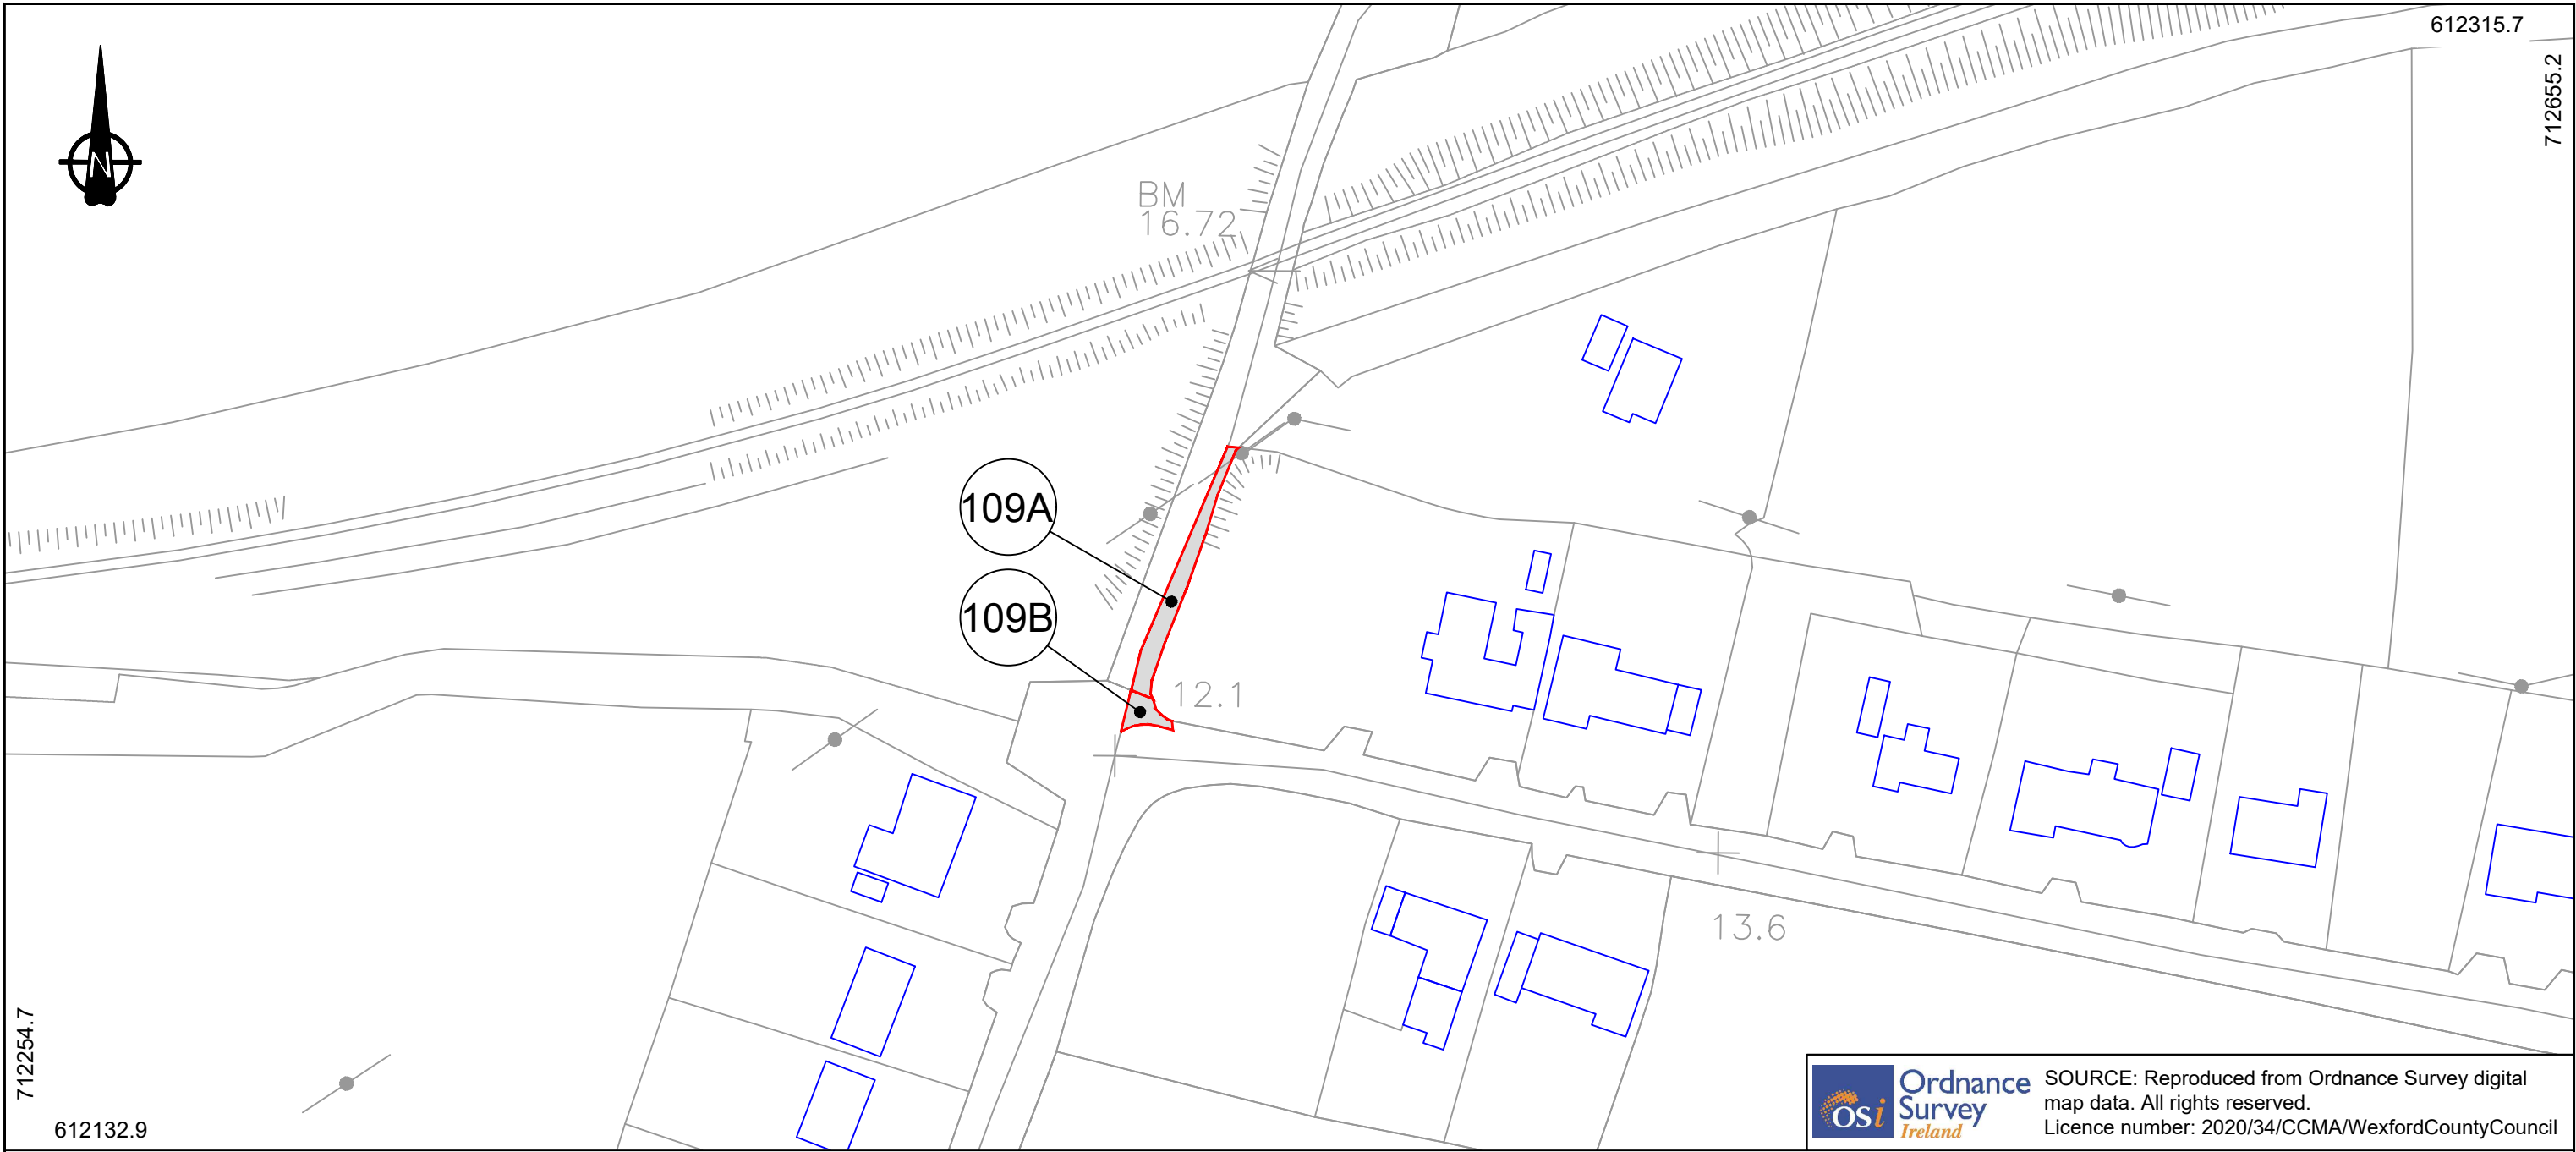 612315.7
712655.2
N
BM
16.72
109A
109B
12.1
13.6
712254.7
612132.9
osi
Ordnance
Survey
Ireland
SOURCE: Reproduced from Ordnance Survey digital
map data. All rights reserved.
Licence number: 2020/34/CCMA/WexfordCountyCouncil